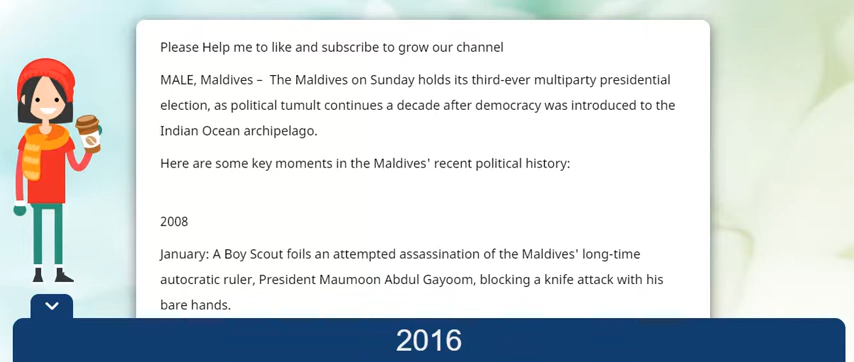 Please Help me to like and subscribe to grow our channel
MALE, Maldives – The Maldives on Sunday holds its third-ever multiparty presidential
election, as political tumult continues a decade after democracy was introduced to the
Indian Ocean archipelago.
Here are some key moments in the Maldives' recent political history:
2008
January: A Boy Scout foils an attempted assassination of the Maldives' long-time
autocratic ruler, President Maumoon Abdul Gayoom, blocking a knife attack with his
bare hands.
2016